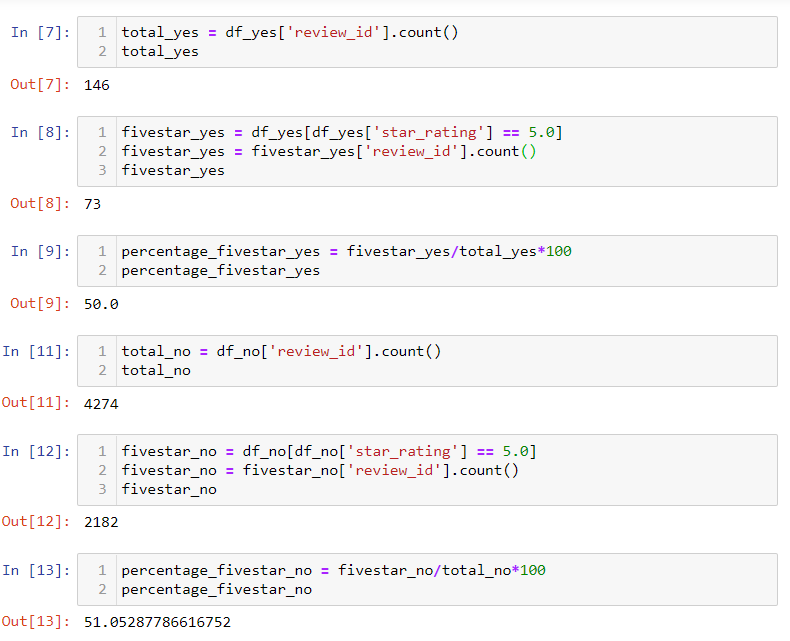 In [7]: 1 total_yes = df_yes['review_id'].count()
2 total_yes
Out[7]: 146
In [8]: 1 fivestar_yes = df_yes[df_yes['star_rating'] == 5.0]
2 fivestar_yes = fivestar_yes['review_id'].count()
3 fivestar_yes
Out[8]: 73
In [9]: 1 percentage_fivestar_yes = fivestar_yes/total_yes*100
2 percentage_fivestar_yes
Out[9]: 50.0
In [11]: 1 total_no = df_no['review_id'].count()
2 total_no
Out[11]: 4274
In [12]: 1 fivestar_no = df_no[df_no['star_rating'] == 5.0]
2 fivestar_no = fivestar_no['review_id'].count()
3 fivestar_no
Out[12]: 2182
In [13]: 1 percentage_fivestar_no = fivestar_no/total_no*100
2 percentage_fivestar_no
Out[13]: 51.05287786616752